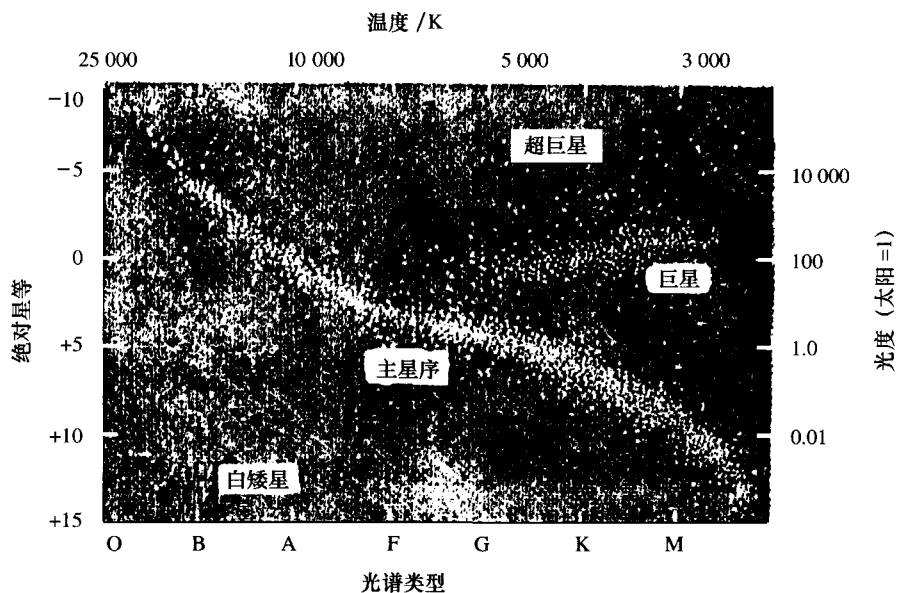 温度 /K
25 000 10 000 5 000 3 000
-10
超巨星
-5 10 000
0 100
巨星
+5 1.0
主星序
+10 0.01
白矮星
+15
O B A F G K M
光谱类型
绝对星等
光度 (太阳=1)